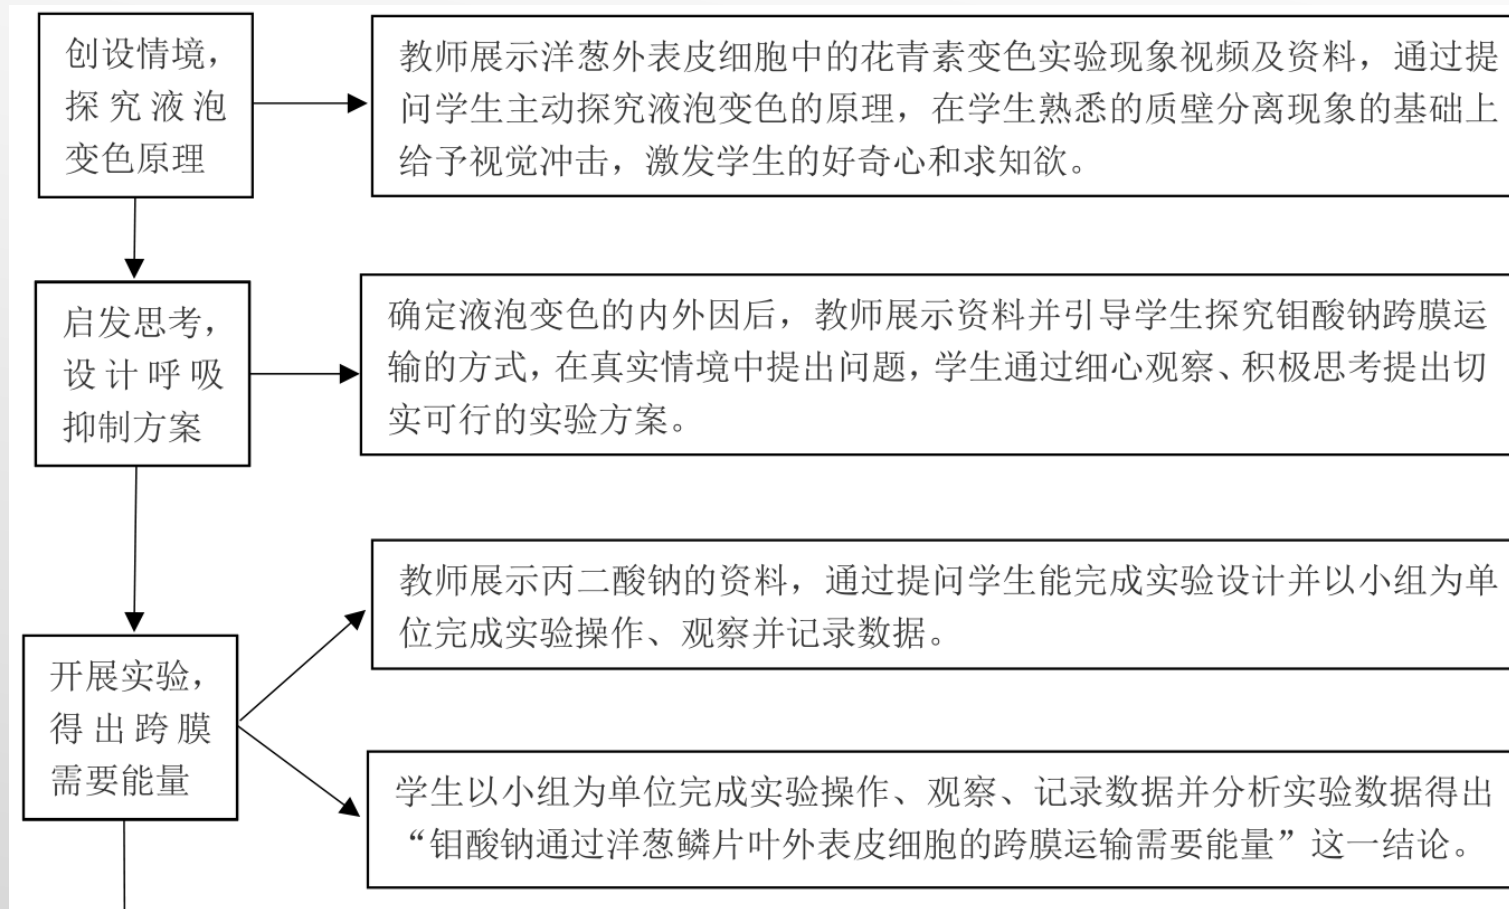 创设情境，
探究液泡
变色原理
教师展示洋葱外表皮细胞中的花青素变色实验现象视频及资料，通过提
问学生主动探究液泡变色的原理，在学生熟悉的质壁分离现象的基础上
给予视觉冲击，激发学生的好奇心和求知欲。
启发思考，
设计呼吸
抑制方案
确定液泡变色的内外因后，教师展示资料并引导学生探究钼酸钠跨膜运
输的方式，在真实情境中提出问题，学生通过细心观察、积极思考提出切
实可行的实验方案。
开展实验，
得出跨膜
需要能量
教师展示丙二酸钠的资料，通过提问学生能完成实验设计并以小组为单
位完成实验操作、观察并记录数据。
学生以小组为单位完成实验操作、观察、记录数据并分析实验数据得出
“钼酸钠通过洋葱鳞片叶外表皮细胞的跨膜运输需要能量”这一结论。